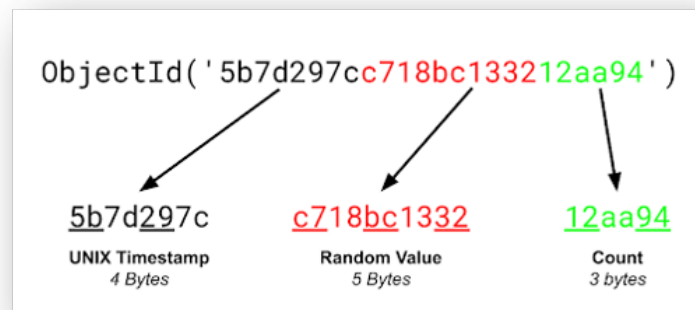 ObjectId('5b7d297cc718bc133212aa94')
5b7d297c c718bc1332 12aa94
UNIX Timestamp Random Value Count
4 Bytes 5 Bytes 3 bytes